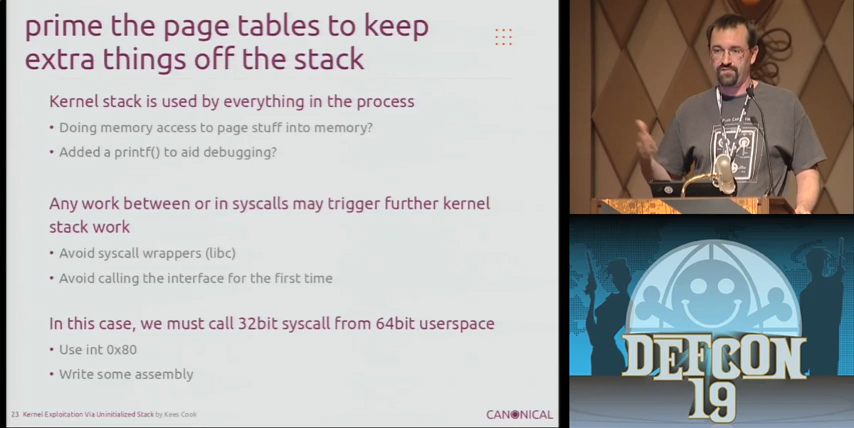 prime the page tables to keep
extra things off the stack
Kernel stack is used by everything in the process
• Doing memory access to page stuff into memory?
• Added a printf() to aid debugging?
Any work between or in syscalls may trigger further kernel
stack work
• Avoid syscall wrappers (libc)
• Avoid calling the interface for the first time
In this case, we must call 32bit syscall from 64bit userspace
• Use int 0x80
• Write some assembly
23 Kernel Exploitation Via Uninitialized Stack by Kees Cook
CANONICAL
DEFCON
19